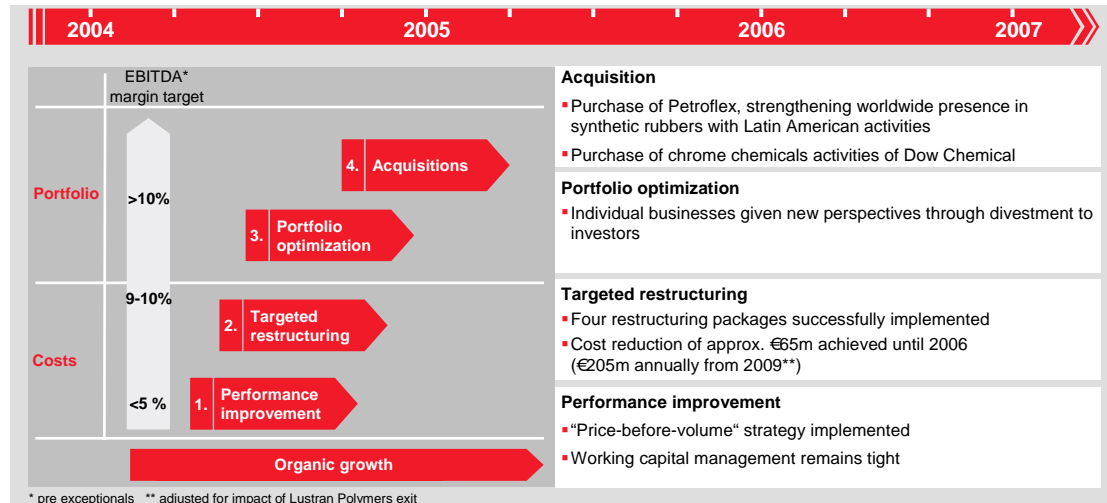 2004 2005 2006 2007
EBITDA*
margin target
Portfolio
>10%
9-10%
Costs
<5 %
4. Acquisitions
3. Portfolio
optimization
2. Targeted
restructuring
1. Performance
improvement
Organic growth
Acquisition
▪ Purchase of Petroflex, strengthening worldwide presence in
synthetic rubbers with Latin American activities
▪ Purchase of chrome chemicals activities of Dow Chemical
Portfolio optimization
▪ Individual businesses given new perspectives through divestment to
investors
Targeted restructuring
▪ Four restructuring packages successfully implemented
▪ Cost reduction of approx. €65m achieved until 2006
(€205m annually from 2009**)
Performance improvement
▪ “Price-before-volume“ strategy implemented
▪ Working capital management remains tight
* pre exceptionals ** adjusted for impact of Lustran Polymers exit